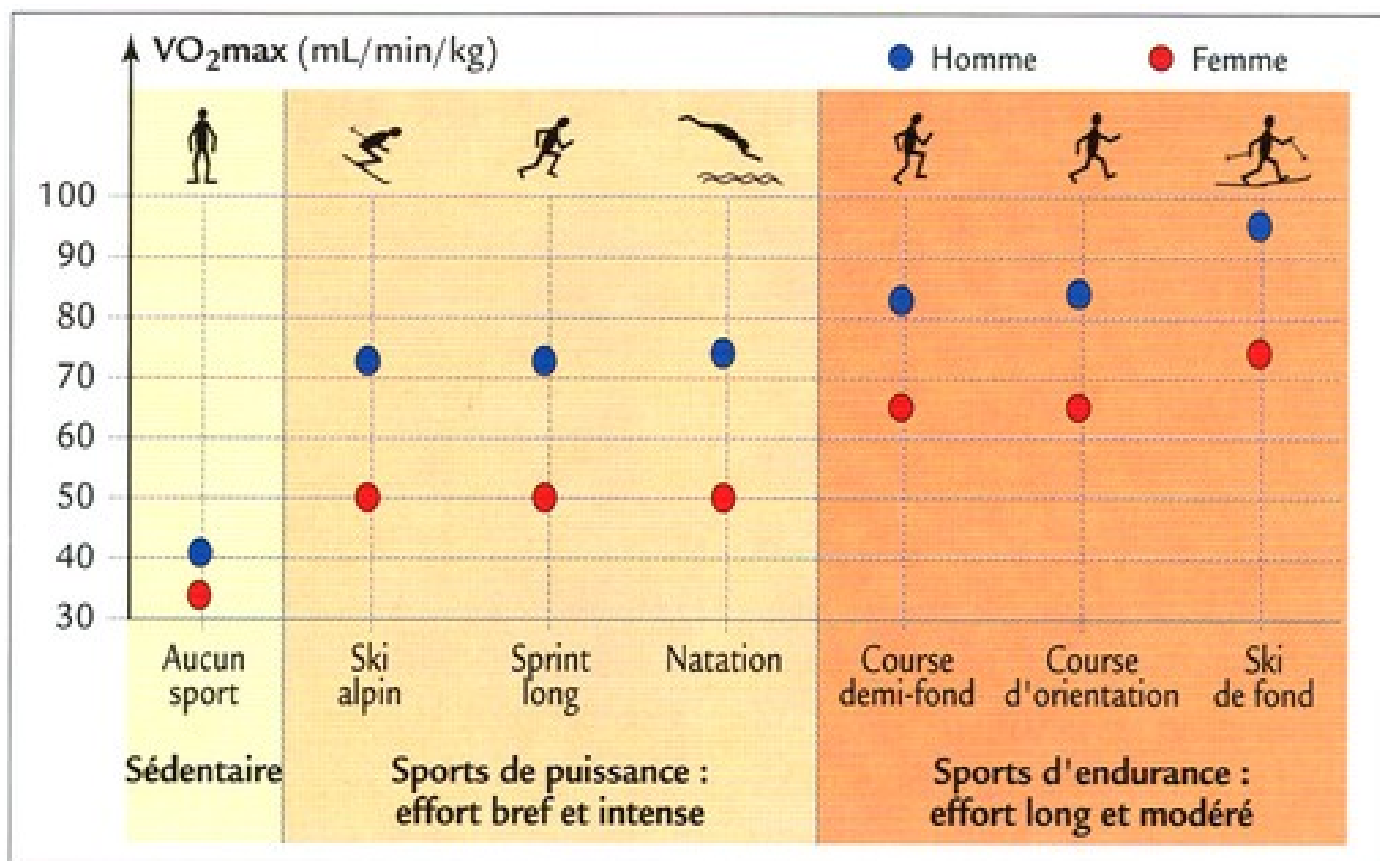 VO₂max (mL/min/kg)
Homme
Femme
100
90
80
70
60
50
40
30
Aucun
sport
Ski
alpin
Sprint
long
Natation
Course
demi-fond
Course
d'orientation
Ski
de fond
Sédentaire
Sports de puissance :
effort bref et intense
Sports d'endurance :
effort long et modéré